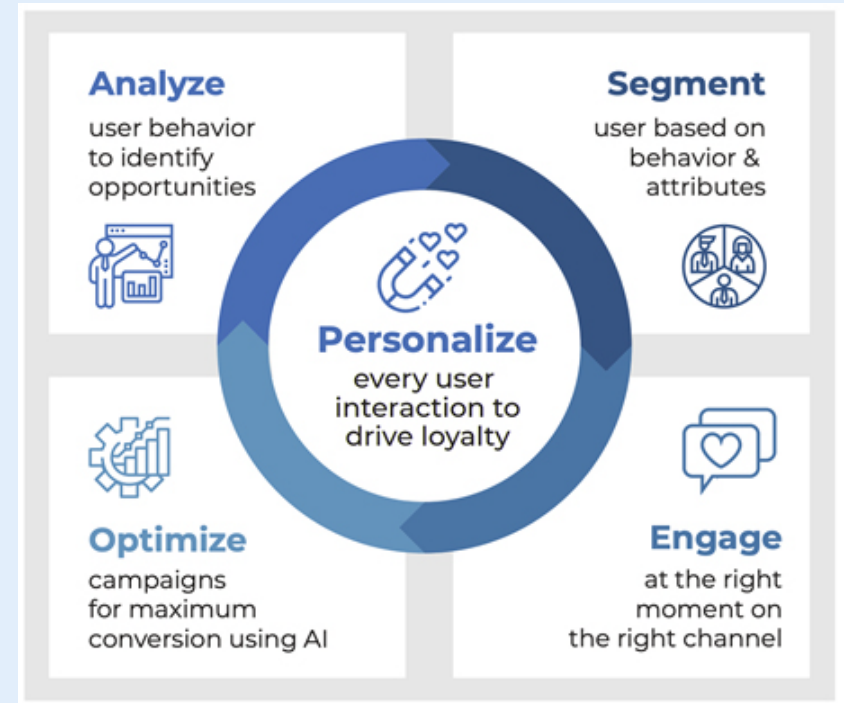 Analyze
user behavior
to identify
opportunities
Segment
user based on
behavior &
attributes
Personalize
every user
interaction to
drive loyalty
Optimize
campaigns
for maximum
conversion using AI
Engage
at the right
moment on
the right channel